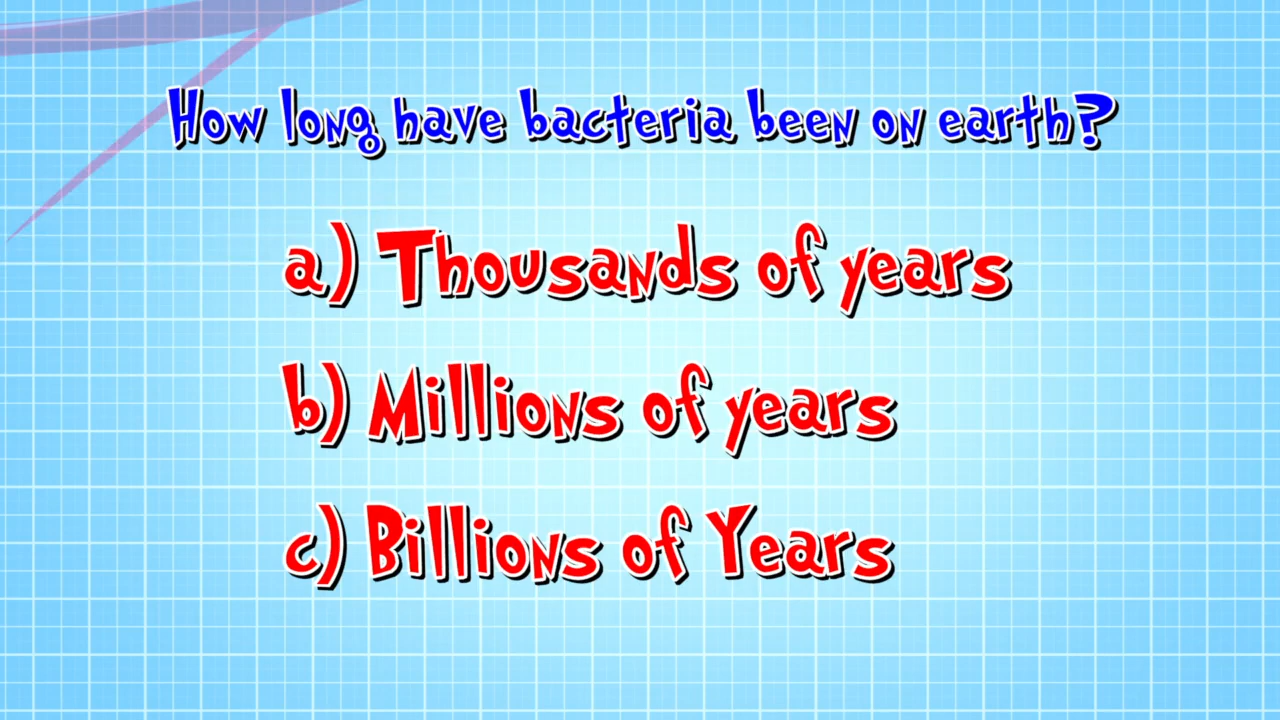 How long have bacteria been on earth?
a) Thousands of years
b) Millions of years
c) Billions of Years